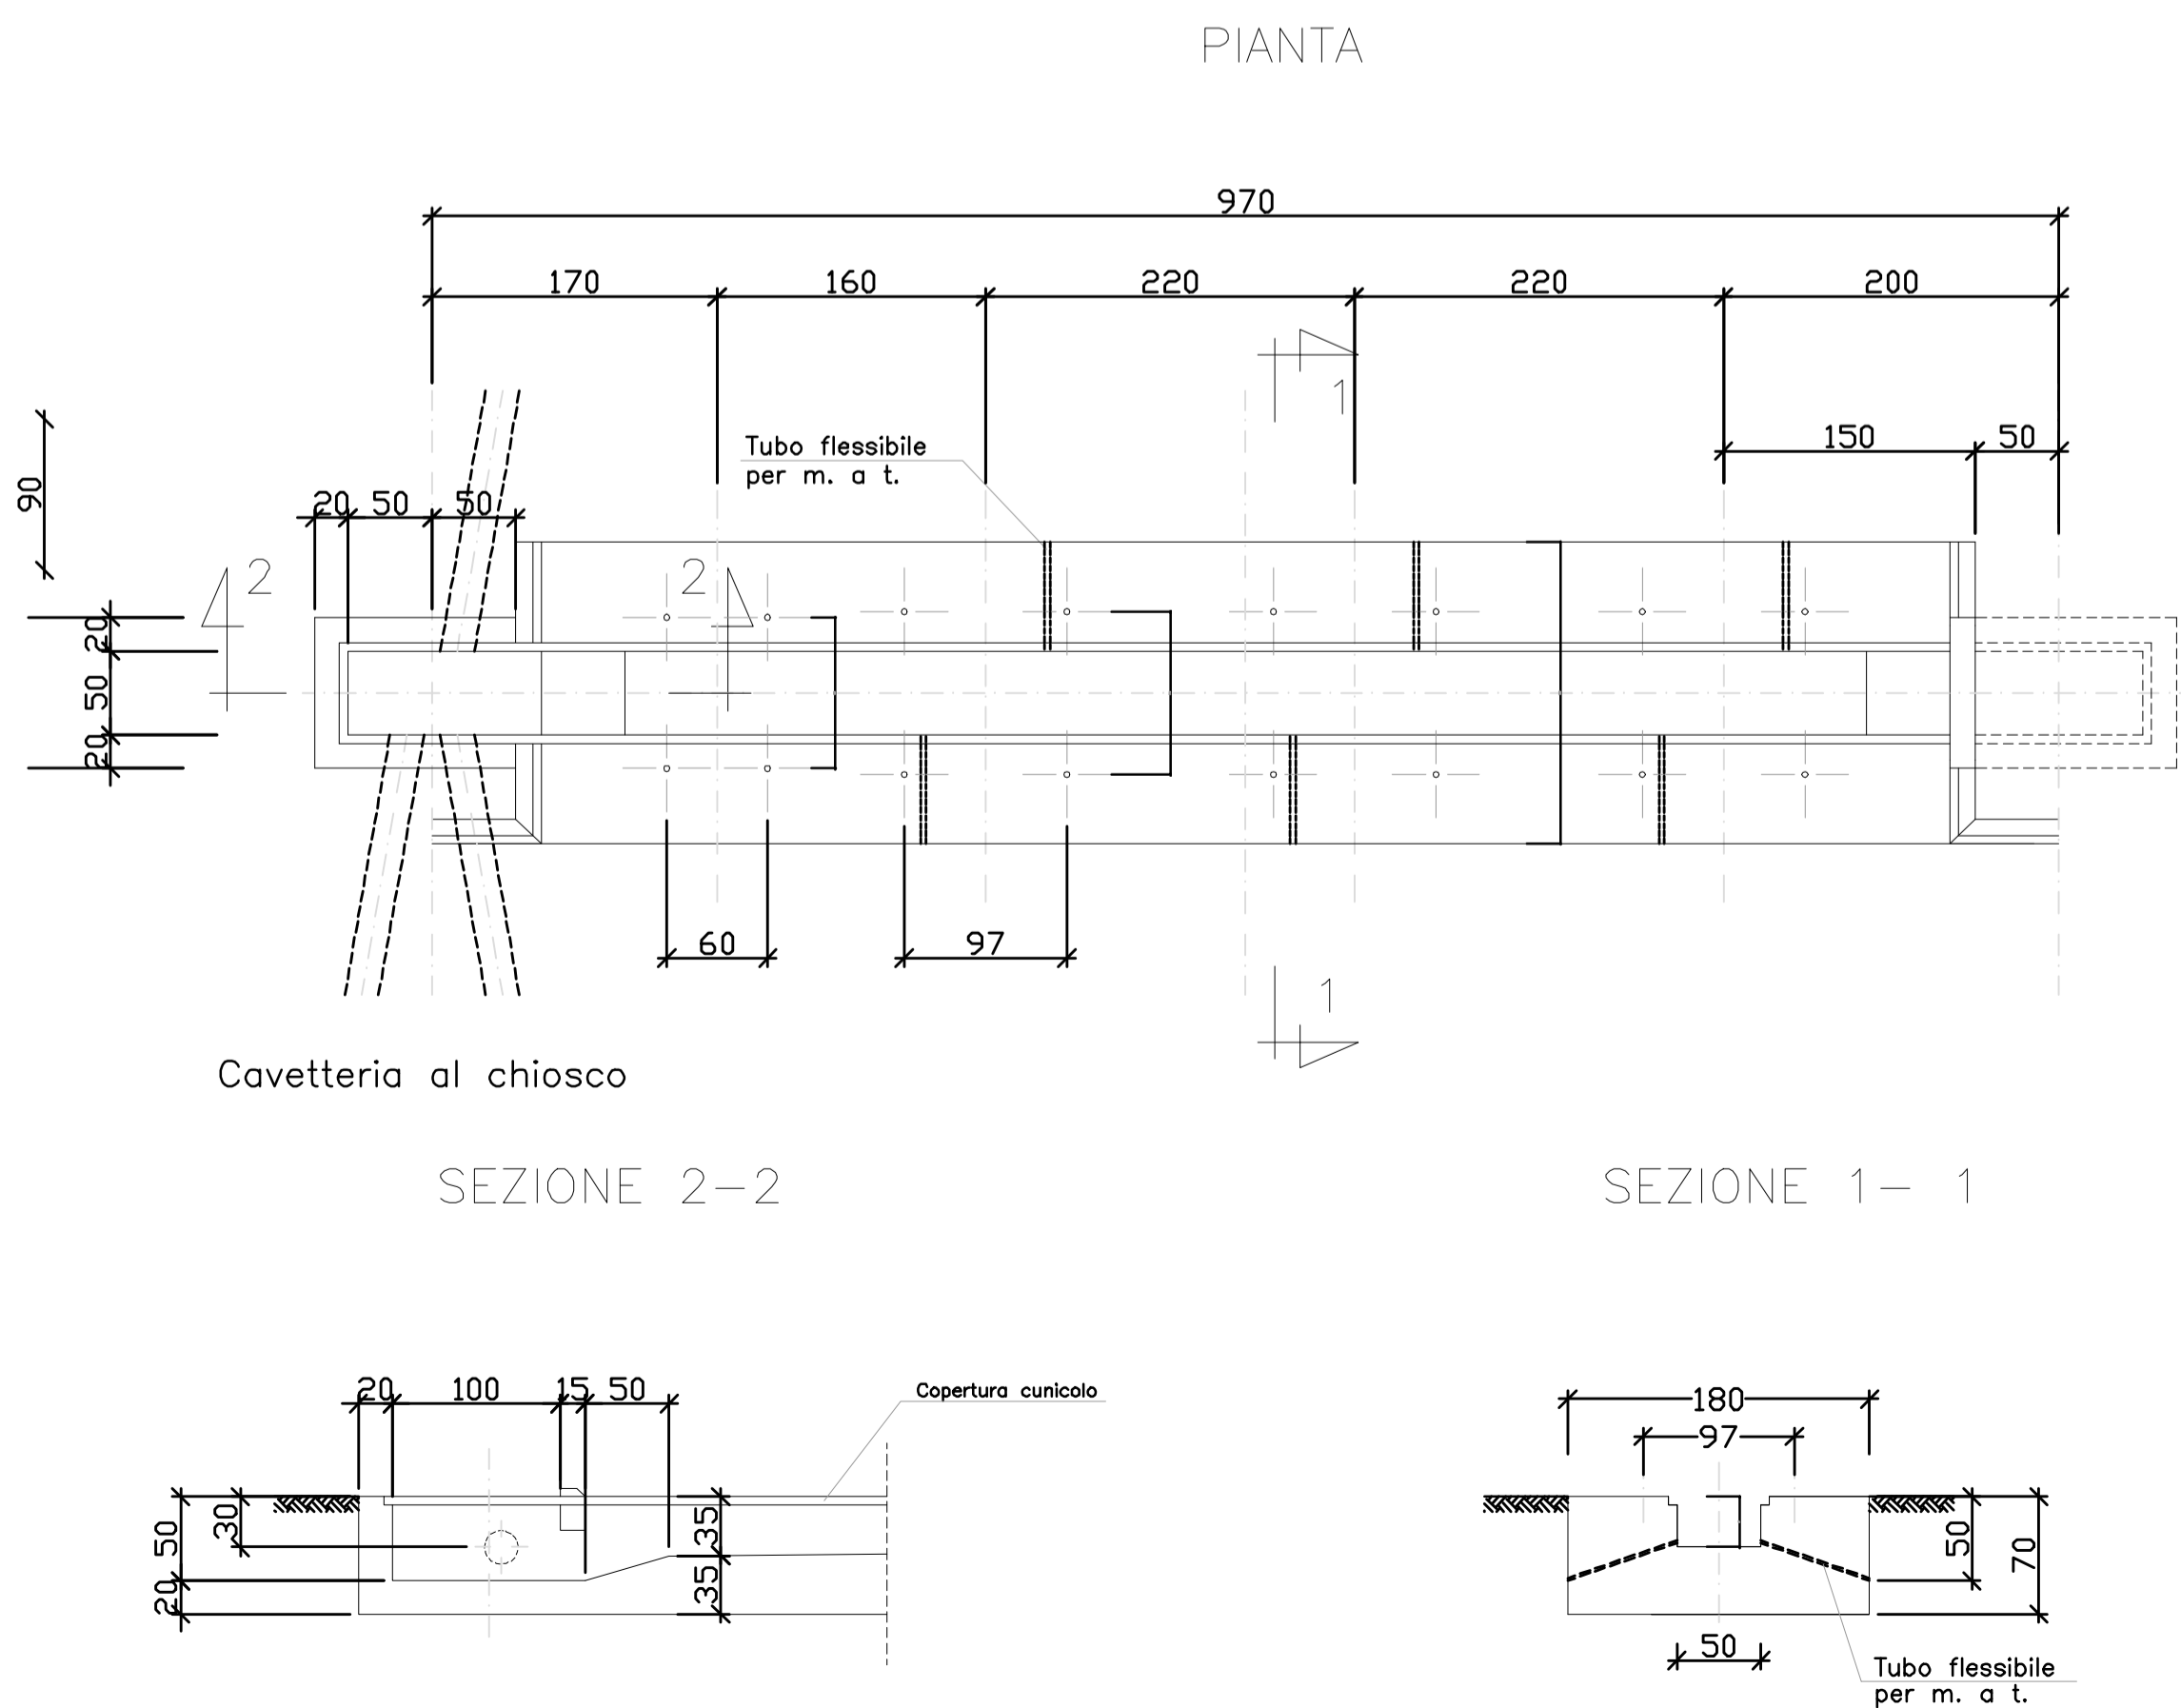 PIANTA
970
170 160 220 220 200
1
150 50
Tubo flessibile
per m. a t.
90
20 50 50
2 2
20
50
20
60 97
1
Cavetteria al chiosco
SEZIONE 2-2
SEZIONE 1- 1
20 100 15 50
Copertura cunicolo
180
97
50
30
20
35
35
50
70
50
Tubo flessibile
per m. a t.